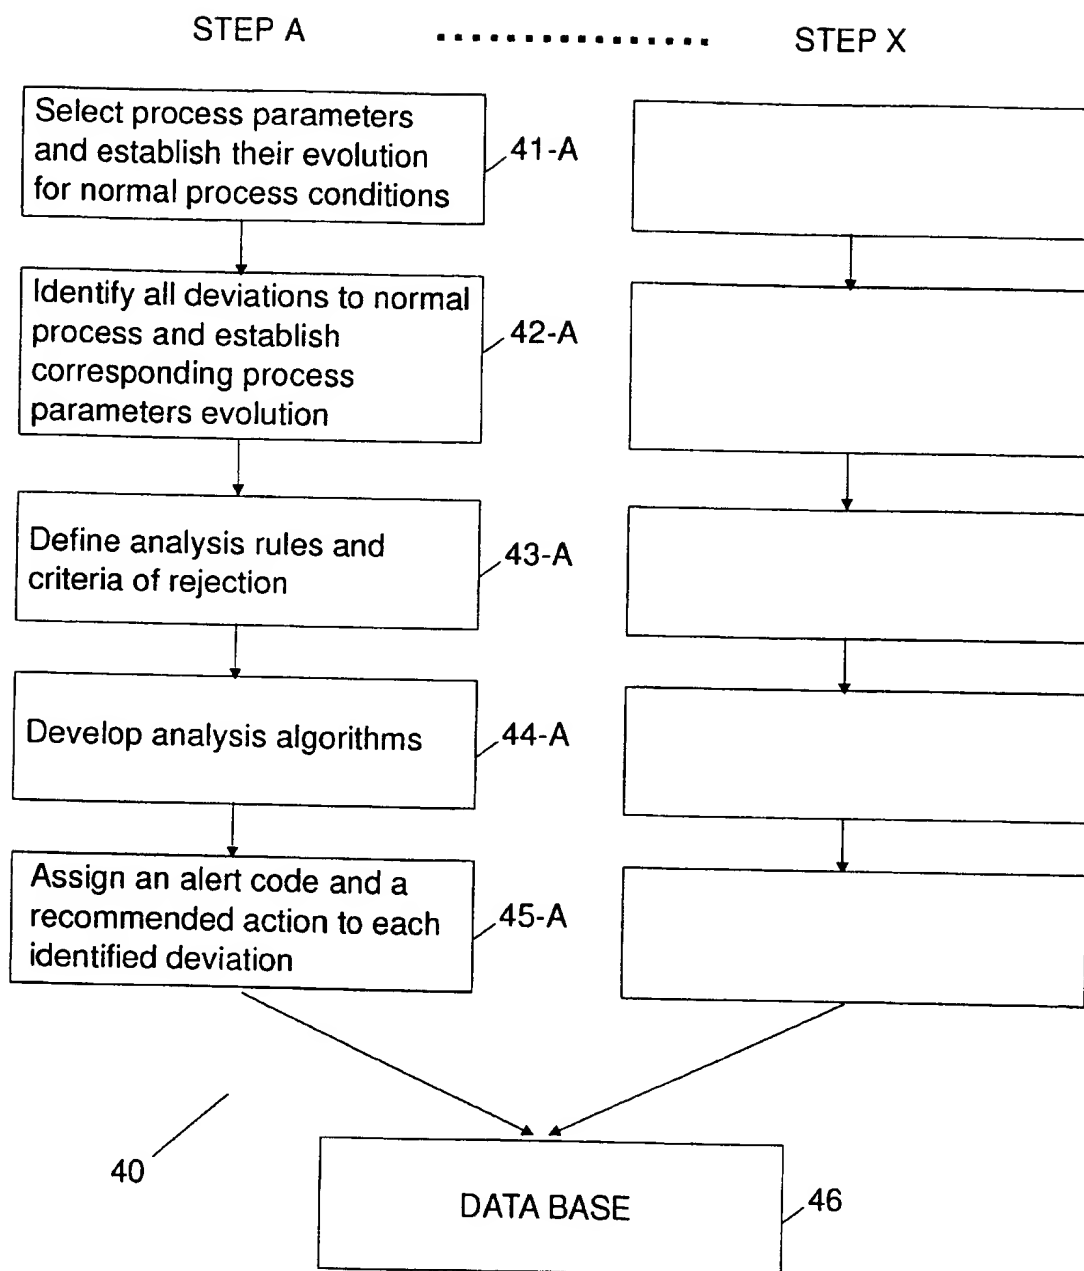 STEP A ............... STEP X
Select process parameters
and establish their evolution
for normal process conditions
41-A
Identify all deviations to normal
process and establish
corresponding process
parameters evolution
42-A
Define analysis rules and
criteria of rejection
43-A
Develop analysis algorithms
44-A
Assign an alert code and a
recommended action to each
identified deviation
45-A
40
DATA BASE
46